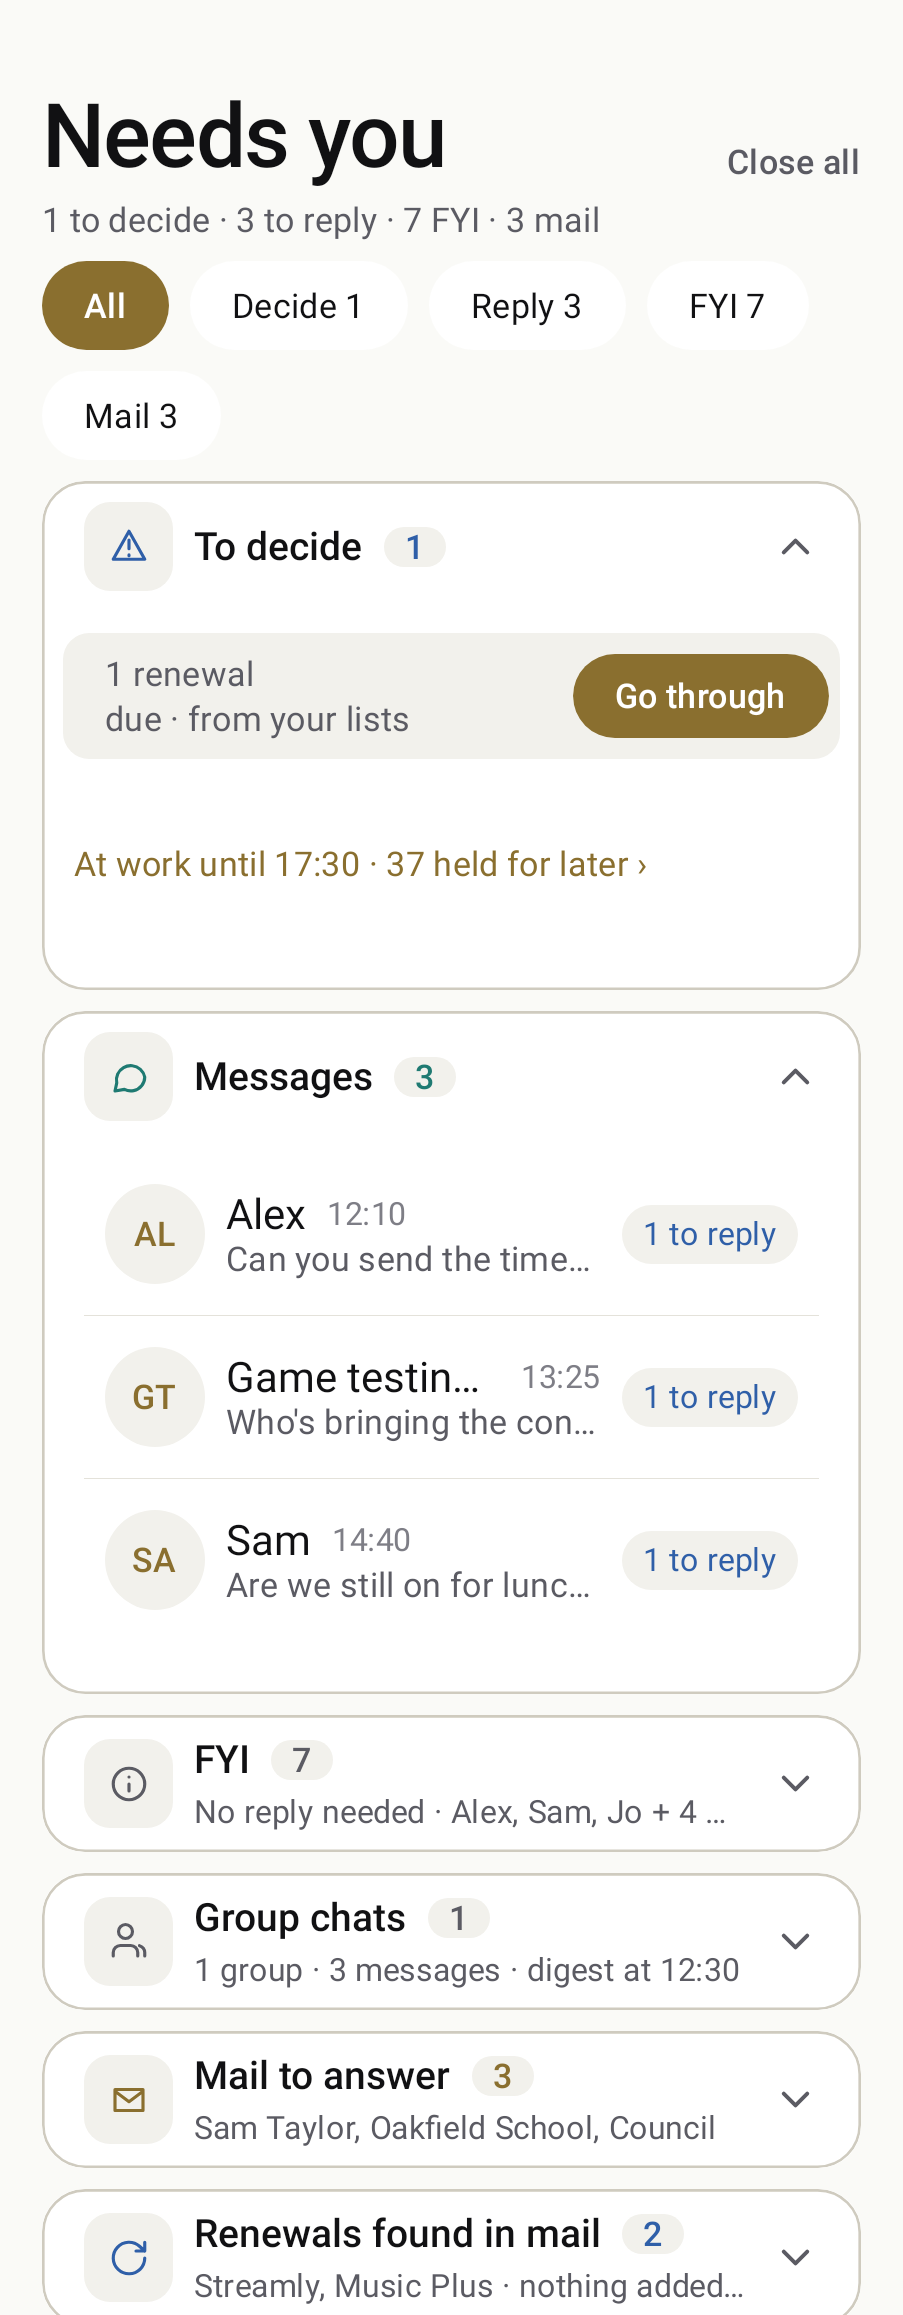 Needs you
Close all
1 to decide · 3 to reply · 7 FYI · 3 mail
All
Decide 1
Reply 3
FYI 7
Mail 3
To decide 1
1 renewal
due · from your lists
Go through
At work until 17:30 · 37 held for later ›
Messages 3
AL
Alex 12:10
Can you send the time…
1 to reply
GT
Game testin… 13:25
Who's bringing the con…
1 to reply
SA
Sam 14:40
Are we still on for lunc…
1 to reply
FYI 7
No reply needed · Alex, Sam, Jo + 4 …
Group chats 1
1 group · 3 messages · digest at 12:30
Mail to answer 3
Sam Taylor, Oakfield School, Council
Renewals found in mail 2
Streamly, Music Plus · nothing added…